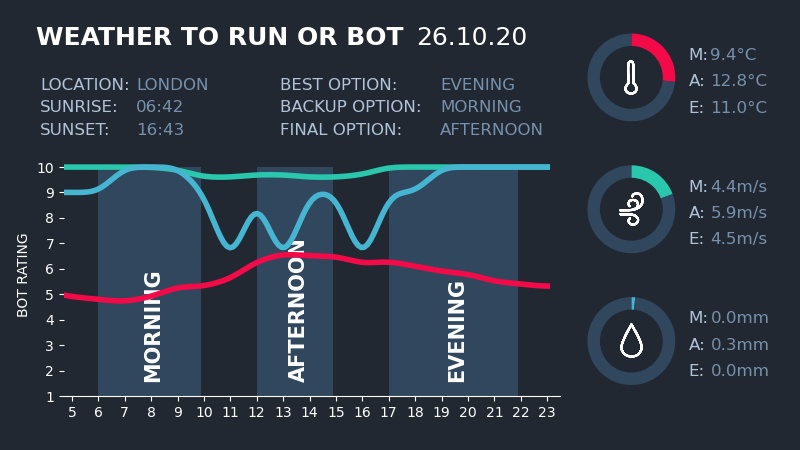 WEATHER TO RUN OR BOT 26.10.20
LOCATION: LONDON
SUNRISE: 06:42
SUNSET: 16:43
BEST OPTION: EVENING
BACKUP OPTION: MORNING
FINAL OPTION: AFTERNOON
M: 9.4°C
A: 12.8°C
E: 11.0°C
M: 4.4m/s
A: 5.9m/s
E: 4.5m/s
M: 0.0mm
A: 0.3mm
E: 0.0mm
BOT RATING
10
9
8
7
6
5
4
3
2
1
MORNING
AFTERNOON
EVENING
5 6 7 8 9 10 11 12 13 14 15 16 17 18 19 20 21 22 23